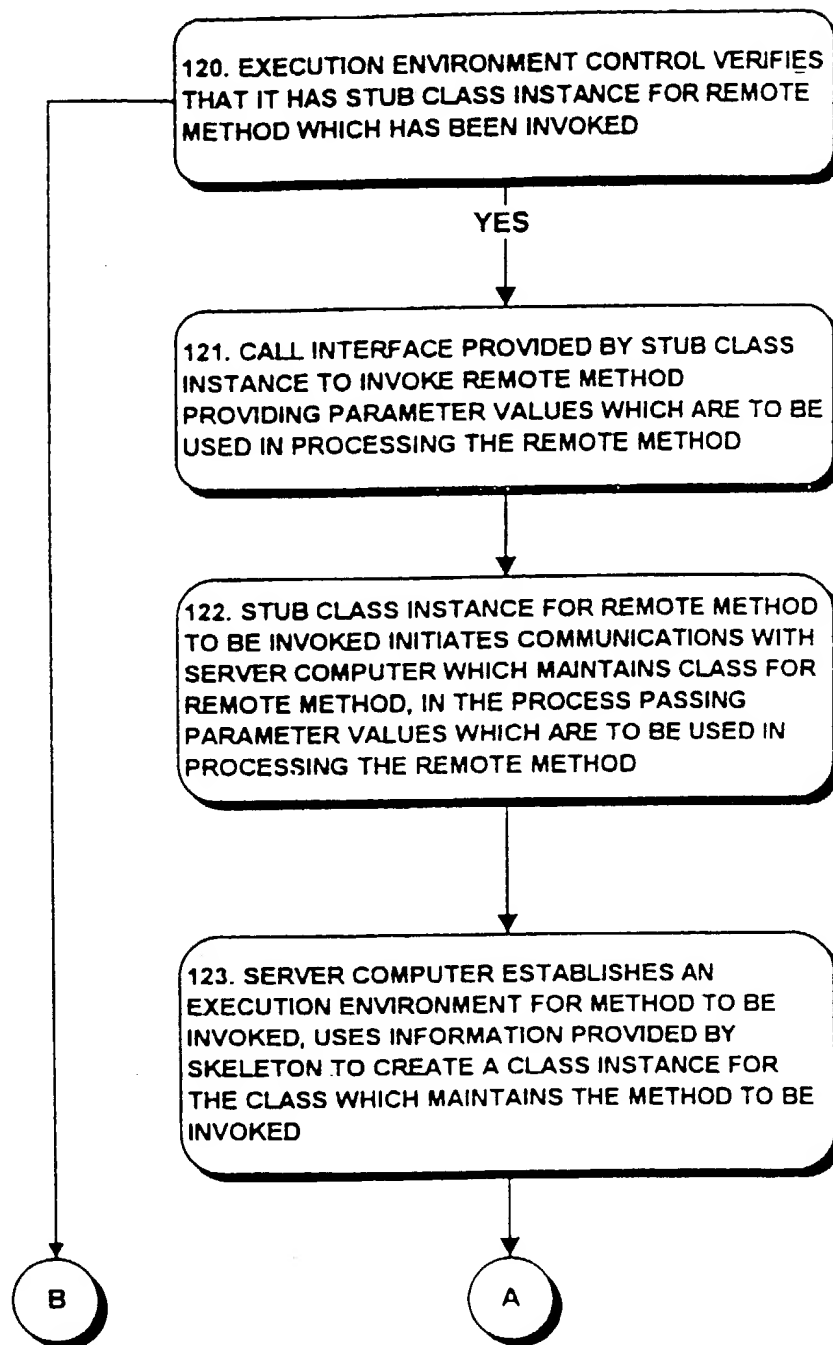 120. EXECUTION ENVIRONMENT CONTROL VERIFIES
THAT IT HAS STUB CLASS INSTANCE FOR REMOTE
METHOD WHICH HAS BEEN INVOKED
YES
121. CALL INTERFACE PROVIDED BY STUB CLASS
INSTANCE TO INVOKE REMOTE METHOD
PROVIDING PARAMETER VALUES WHICH ARE TO BE
USED IN PROCESSING THE REMOTE METHOD
122. STUB CLASS INSTANCE FOR REMOTE METHOD
TO BE INVOKED INITIATES COMMUNICATIONS WITH
SERVER COMPUTER WHICH MAINTAINS CLASS FOR
REMOTE METHOD, IN THE PROCESS PASSING
PARAMETER VALUES WHICH ARE TO BE USED IN
PROCESSING THE REMOTE METHOD
123. SERVER COMPUTER ESTABLISHES AN
EXECUTION ENVIRONMENT FOR METHOD TO BE
INVOKED, USES INFORMATION PROVIDED BY
SKELETON TO CREATE A CLASS INSTANCE FOR
THE CLASS WHICH MAINTAINS THE METHOD TO BE
INVOKED
B
A